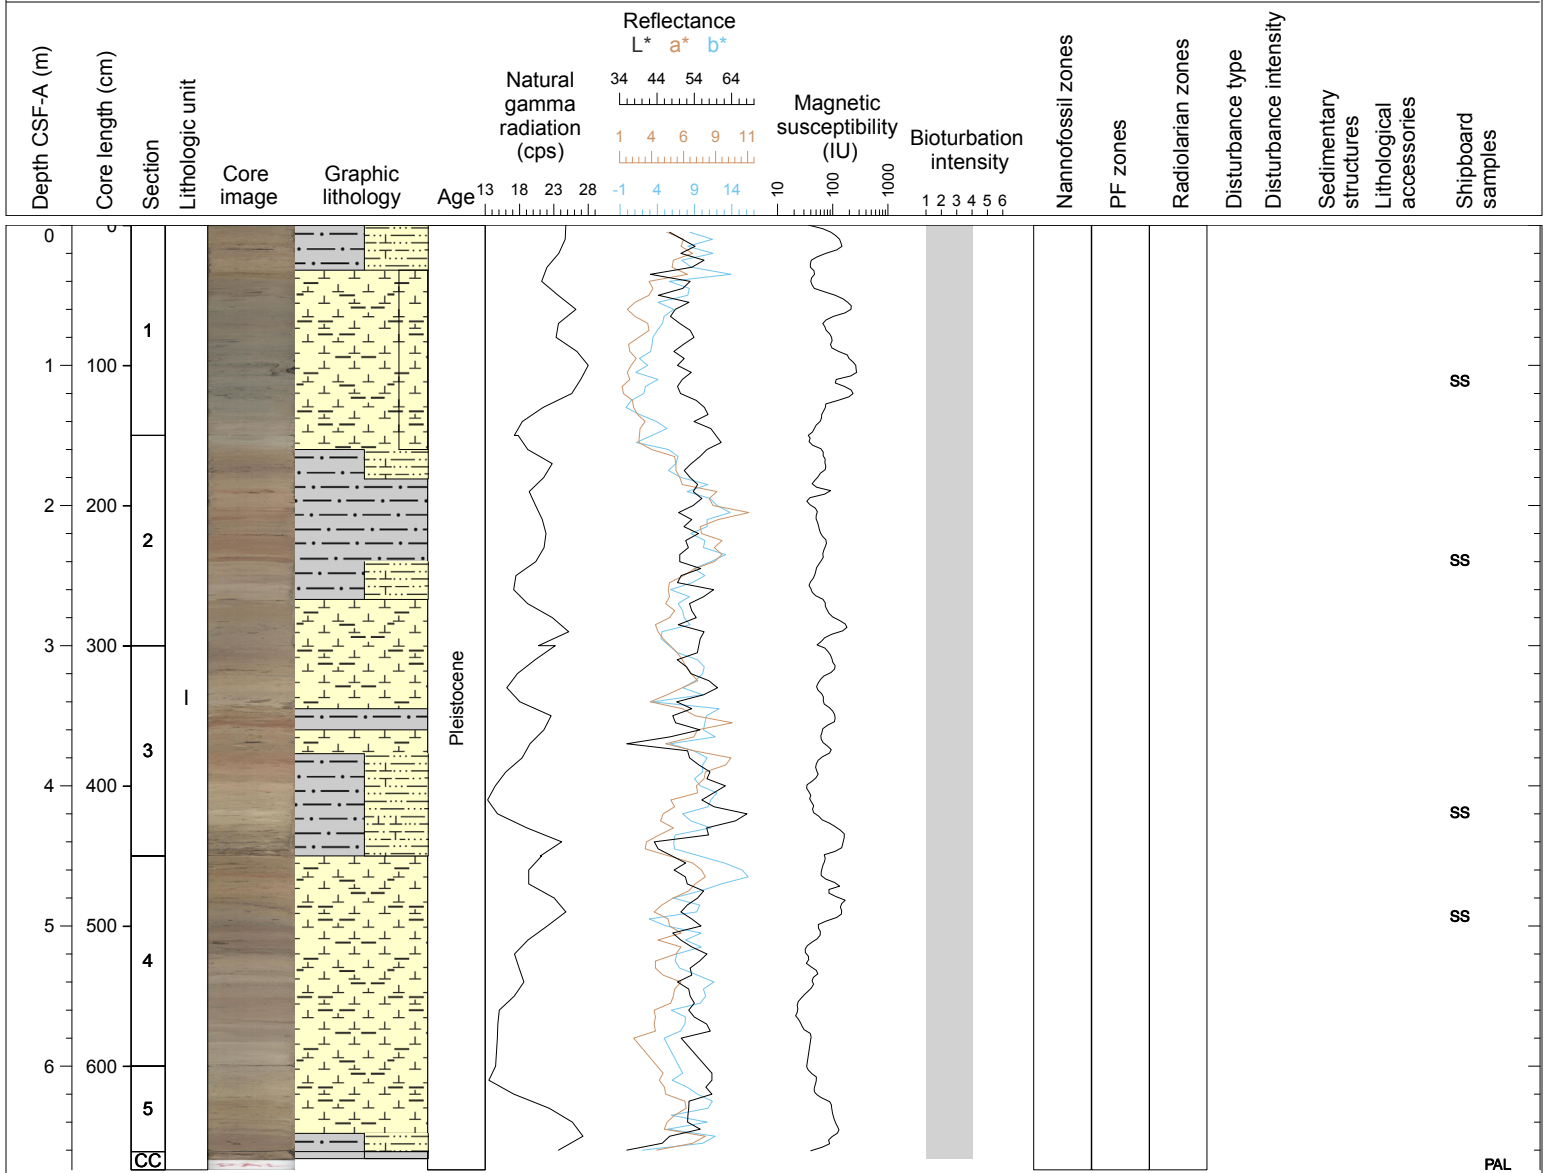 Depth CSF-A (m)
Core length (cm)
Section
Lithologic unit
Core
image
Graphic
lithology
Age
Natural
gamma
radiation
(cps)
13 18 23 28
Reflectance
L* a* b*
34 44 54 64
1 4 6 9 11
-1 4 9 14
Magnetic
susceptibility
(IU)
10 100 1000
Bioturbation
intensity
1 2 3 4 5 6
Nannofossil zones
PF zones
Radiolarian zones
Disturbance type
Disturbance intensity
Sedimentary
structures
Lithological
accessories
Shipboard
samples
0 0
1
1 100
SS
2 200
2
SS
3 300
I
Pleistocene
3
4 400
SS
5 500
SS
4
6 600
5
CC
PAL